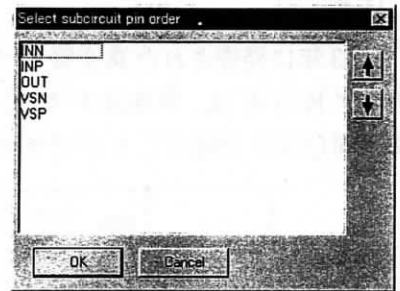 Select subcircuit pin order
INN
INP
OUT
VSN
VSP
OK
Cancel